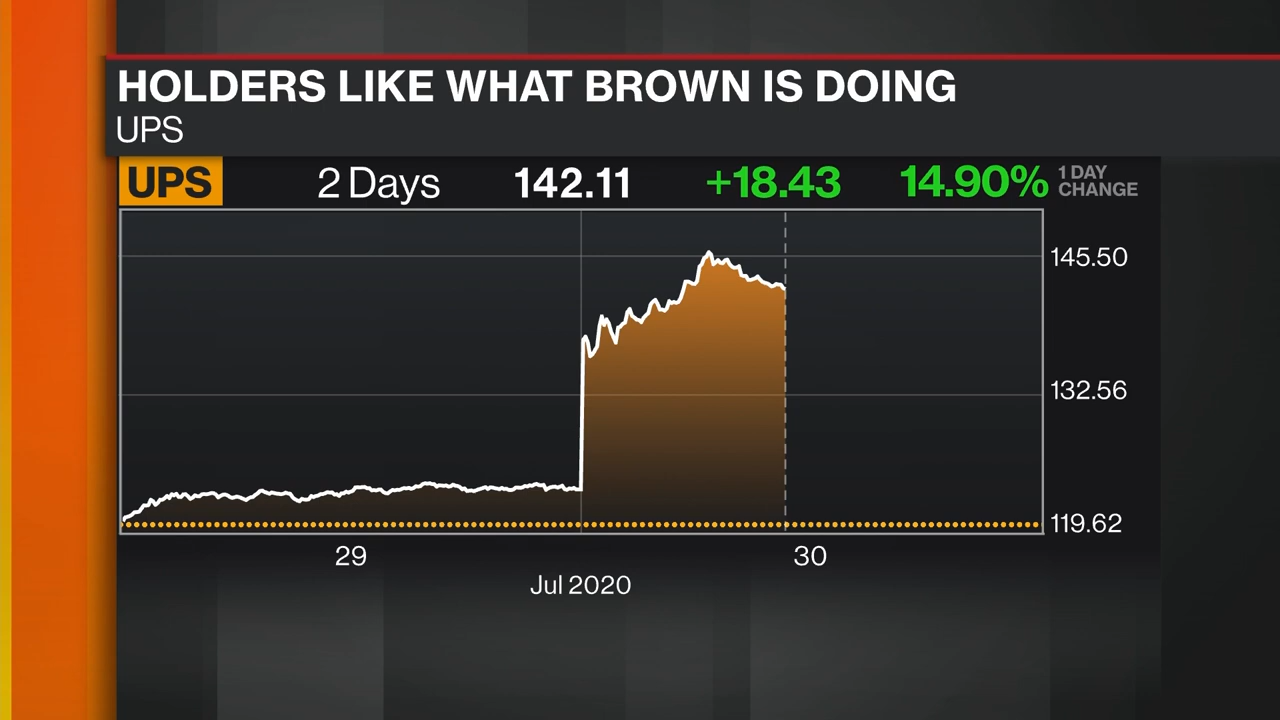 HOLDERS LIKE WHAT BROWN IS DOING
UPS
UPS 2 Days 142.11 +18.43 14.90% 1 DAY CHANGE
145.50
132.56
119.62
29 30
Jul 2020